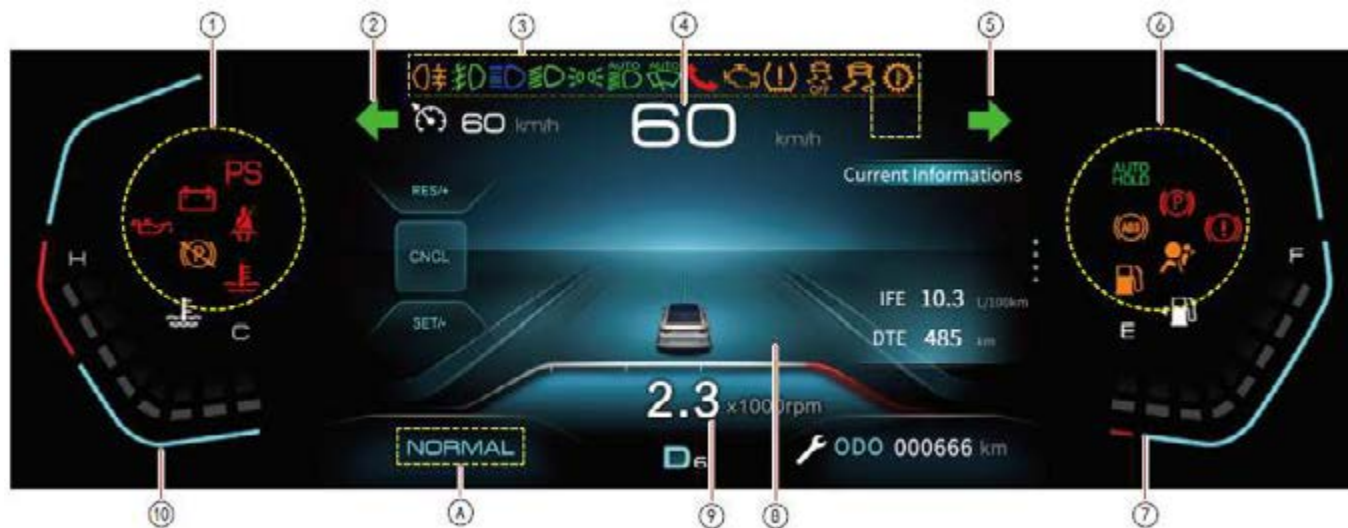 ① ② ③ ④ ⑤ ⑥
AUTO AUTO
OFF
60 km/h
60 km/h
PS
AUTO
HOLD
P
ABS
Current Informations
RES/+
CNCL
SET/-
H
C
E
F
IFE 10.3 L/100km
DTE 485 km
2.3 x1000rpm
NORMAL
D6
ODO 000666 km
⑩ Ⓐ ⑨ ⑧ ⑦